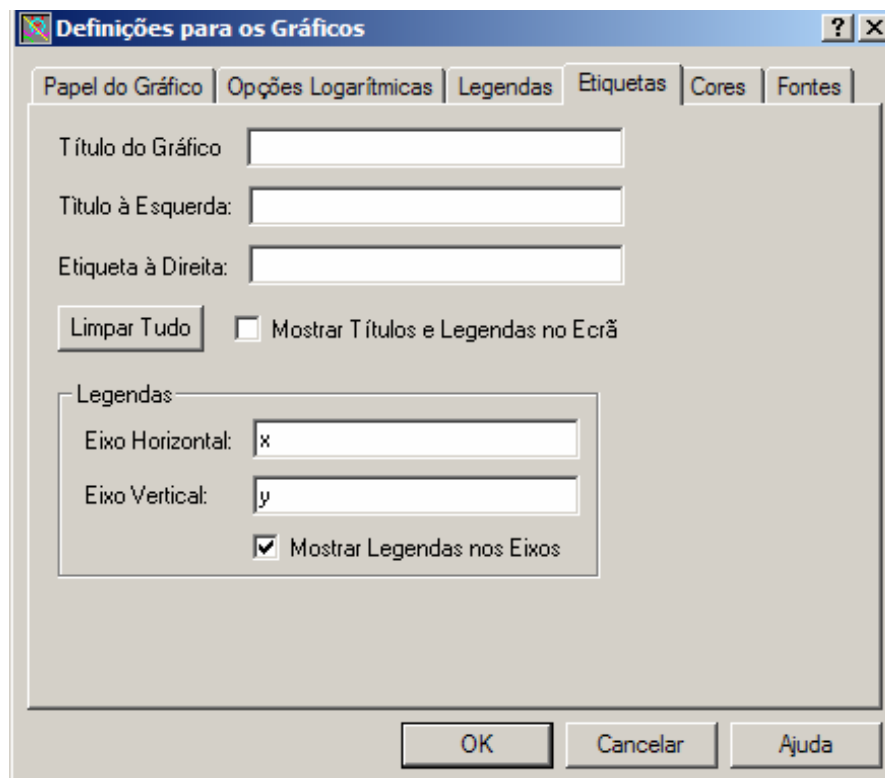 Definições para os Gráficos
Papel do Gráfico Opções Logarítmicas Legendas Etiquetas Cores Fontes
Título do Gráfico
Tìtulo à Esquerda:
Etiqueta à Direita:
Limpar Tudo Mostrar Títulos e Legendas no Ecrã
Legendas
Eixo Horizontal: x
Eixo Vertical: y
Mostrar Legendas nos Eixos
OK Cancelar Ajuda